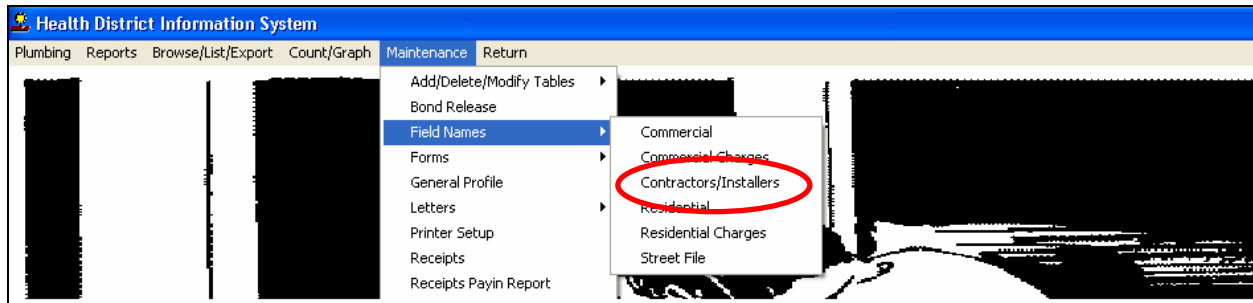 Health District Information System
Plumbing Reports Browse/List/Export Count/Graph Maintenance Return
Add/Delete/Modify Tables
Bond Release
Field Names
Forms
General Profile
Letters
Printer Setup
Receipts
Receipts Payin Report
Commercial
Commercial Charges
Contractors/Installers
Residential
Residential Charges
Street File